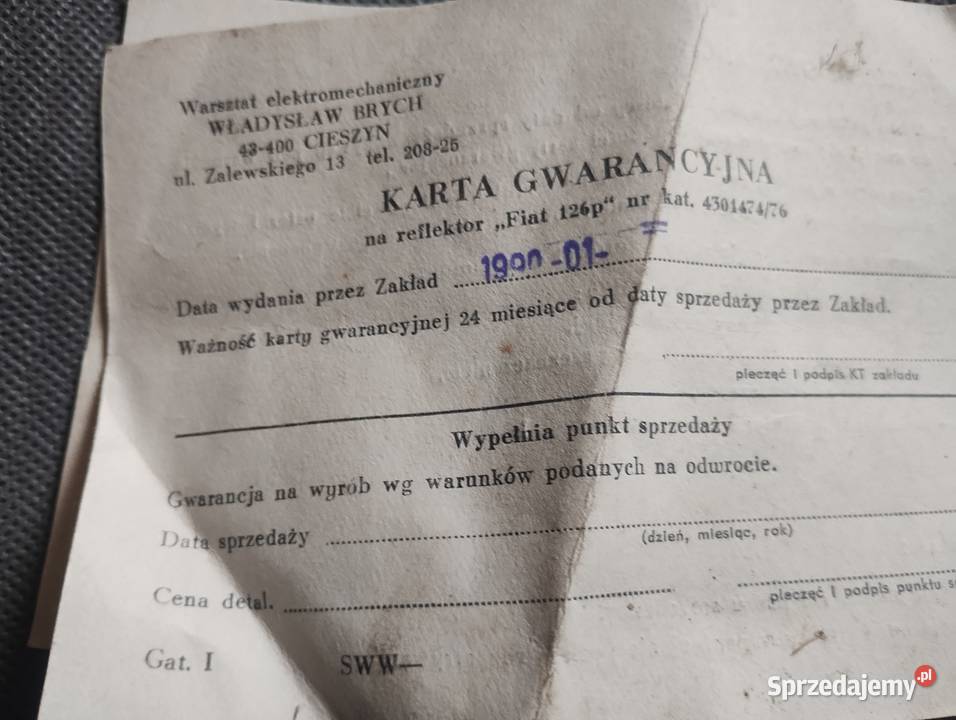 Warsztat elektromechaniczny
WŁADYSŁAW BRYCH
43-400 CIESZYN
ul. Zalewskiego 13 tel. 208-25
KARTA GWARANCYJNA
na reflektor „Fiat 126p" nr kat. 4301474/76
Data wydania przez Zakład 1990-01-
Ważność karty gwarancyjnej 24 miesiące od daty sprzedaży przez Zakład.
pieczęć i podpis KT zakładu
Wypełnia punkt sprzedaży
Gwarancja na wyrób wg warunków podanych na odwrocie.
Data sprzedaży
(dzień, miesiąc, rok)
Cena detal.
pieczęć i podpis punktu s
Gat. I SWW—
Sprzedajemy.pl